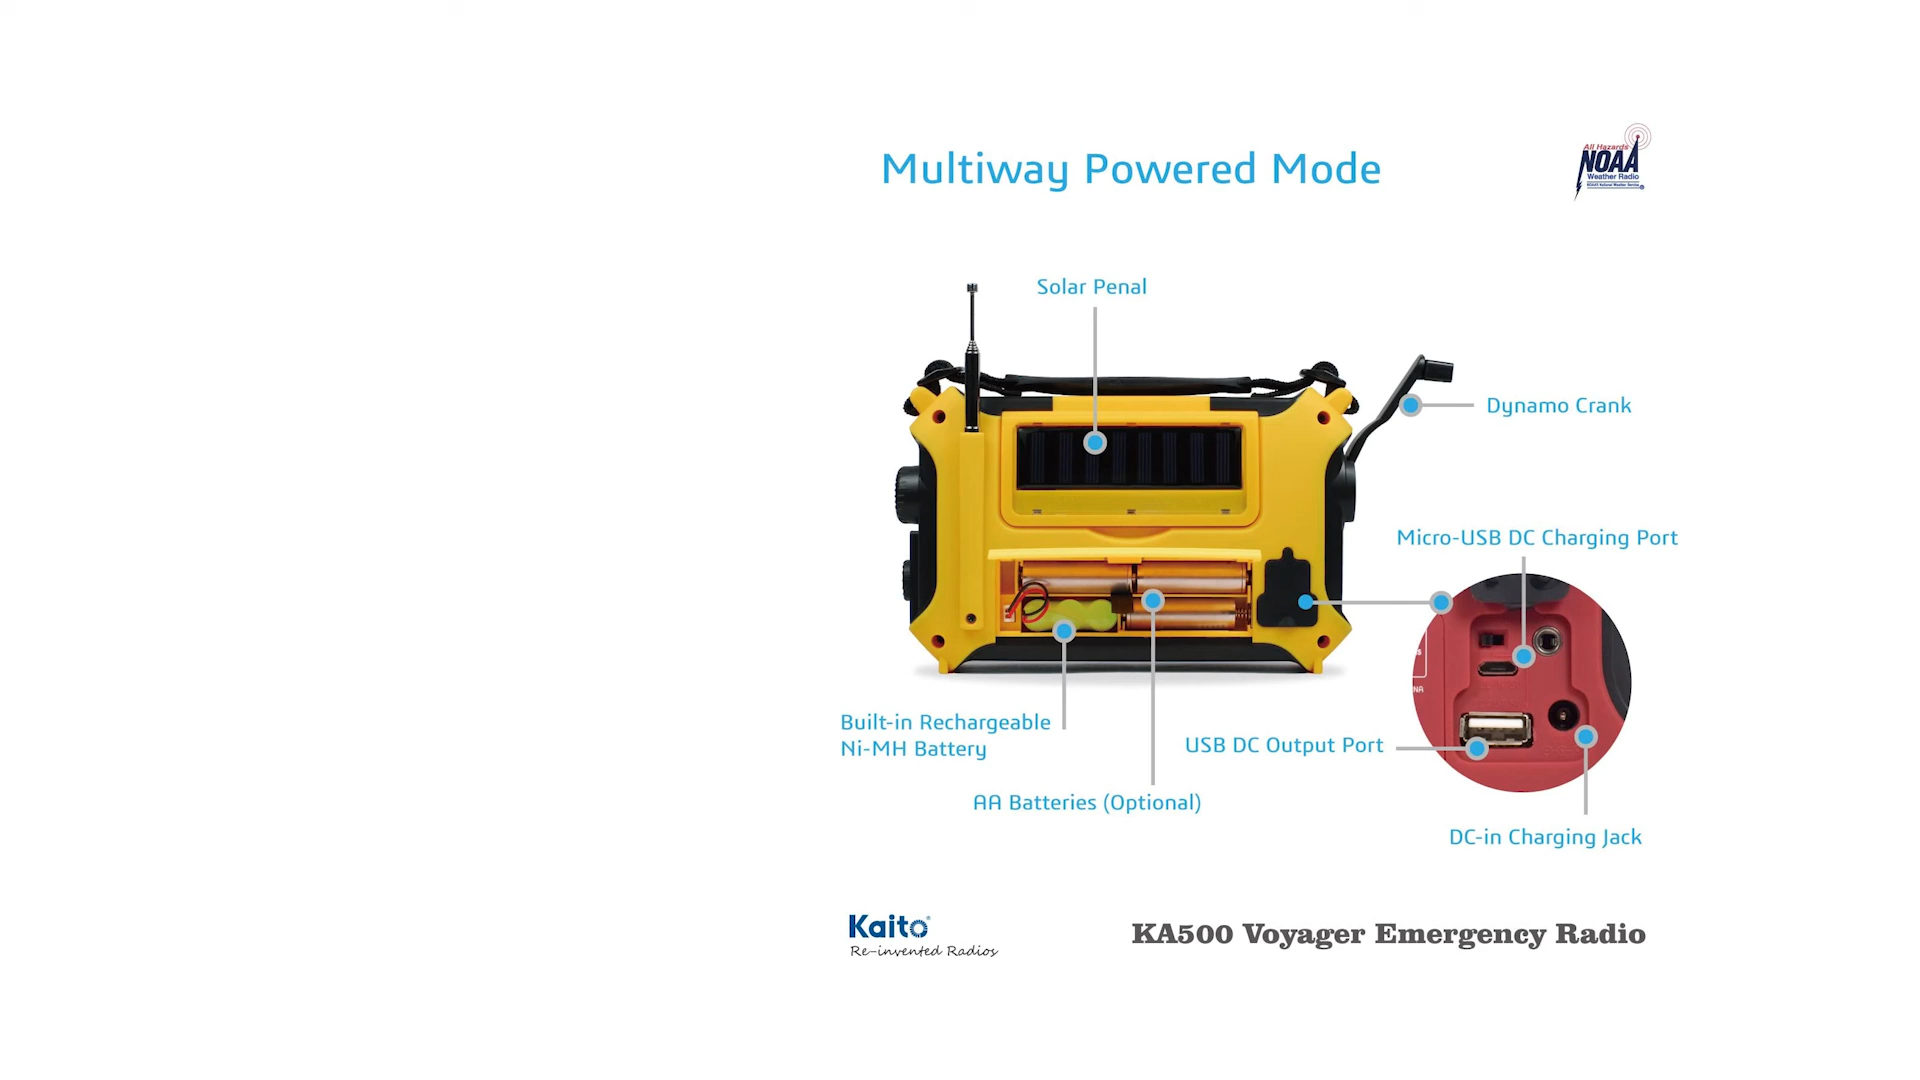 Multiway Powered Mode
All Hazards
NOAA
Weather Radio
Solar Penal
Dynamo Crank
Micro-USB DC Charging Port
NA
Built-in Rechargeable
Ni-MH Battery
USB DC Output Port
AA Batteries (Optional)
DC-in Charging Jack
Kaito
Re-invented Radios
KA500 Voyager Emergency Radio